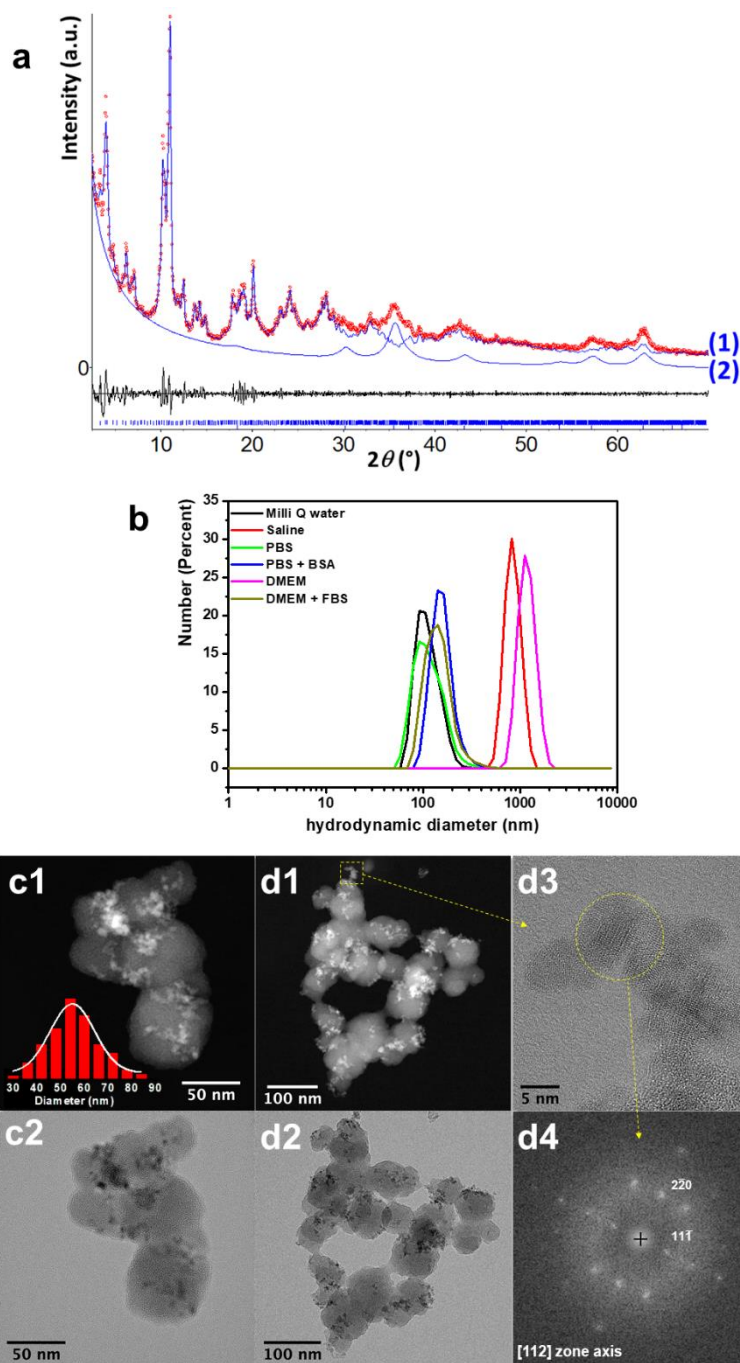 a
Intensity (a.u.)
0
(1)
(2)
10 20 30 40 50 60
2θ (°)
b
Number (Percent)
35
30
25
20
15
10
5
0
Milli Q water
Saline
PBS
PBS + BSA
DMEM
DMEM + FBS
1 10 100 1000 10000
hydrodynamic diameter (nm)
c1
30 40 50 60 70 80 90
Diameter (nm)
50 nm
d1
100 nm
d3
5 nm
c2
50 nm
d2
100 nm
d4
22̅0
111̅
[112] zone axis